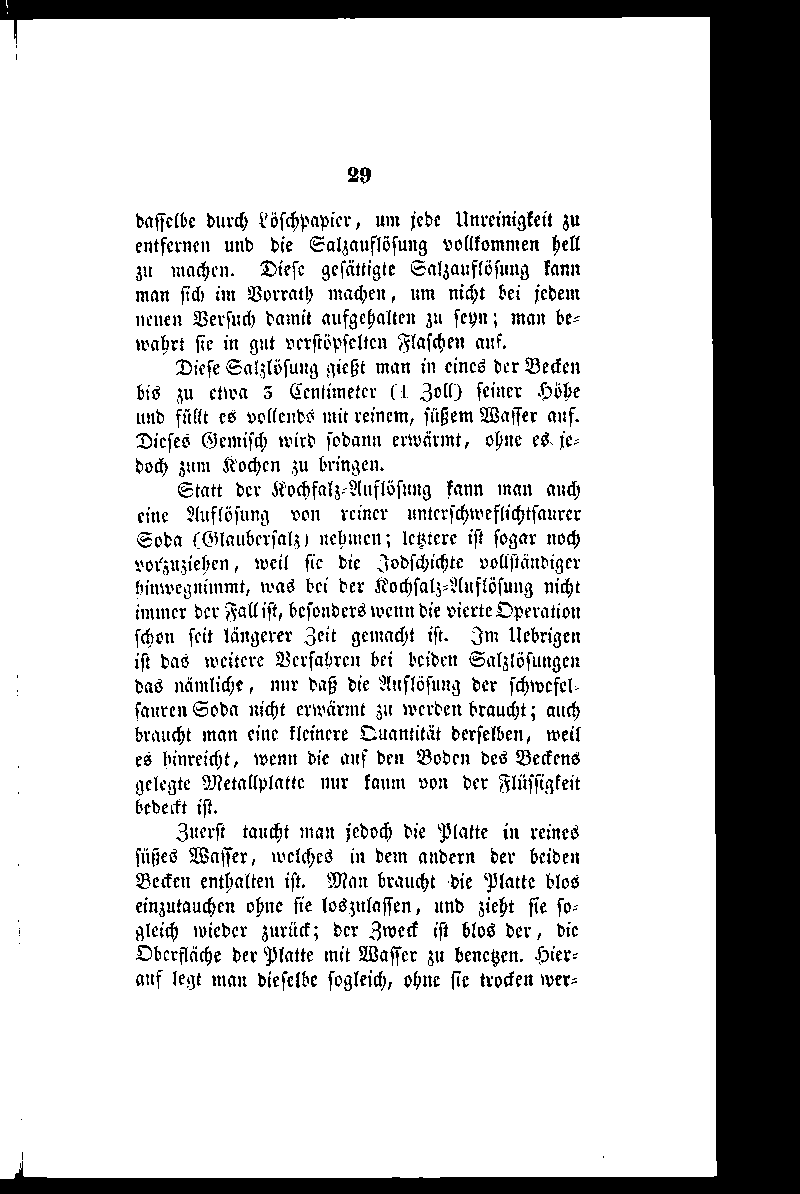 29
dasselbe durch Löschpapier, um jede Unreinigkeit zu
entfernen und die Salzauflösung vollkommen hell
zu machen. Diese gesättigte Salzauflösung kann
man sich im Vorrath machen, um nicht bei jedem
neuen Versuch damit aufgehalten zu seyn; man be-
wahrt sie in gut verstöpselten Flaschen auf.
Diese Salzlösung gießt man in eines der Becken
bis zu etwa 3 Centimeter (1 Zoll) seiner Höhe
und füllt es vollends mit reinem, süßem Wasser auf.
Dieses Gemisch wird sodann erwärmt, ohne es je-
doch zum Kochen zu bringen.
Statt der Kochsalz-Auflösung kann man auch
eine Auflösung von reiner unterschweflichtsaurer
Soda (Glaubersalz) nehmen; letztere ist sogar noch
vorzuziehen, weil sie die Jodschichte vollständiger
hinwegnimmt, was bei der Kochsalz-Auflösung nicht
immer der Fall ist, besonders wenn die vierte Operation
schon seit längerer Zeit gemacht ist. Im Uebrigen
ist das weitere Verfahren bei beiden Salzlösungen
das nämliche, nur daß die Auflösung der schwefel-
sauren Soda nicht erwärmt zu werden braucht; auch
braucht man eine kleinere Quantität derselben, weil
es hinreicht, wenn die auf den Boden des Beckens
gelegte Metallplatte nur kaum von der Flüssigkeit
bedeckt ist.
Zuerst taucht man jedoch die Platte in reines
süßes Wasser, welches in dem andern der beiden
Becken enthalten ist. Man braucht die Platte blos
einzutauchen ohne sie loszulassen, und zieht sie so-
gleich wieder zurück; der Zweck ist blos der, die
Oberfläche der Platte mit Wasser zu benetzen. Hier-
auf legt man dieselbe sogleich, ohne sie trocken wer-